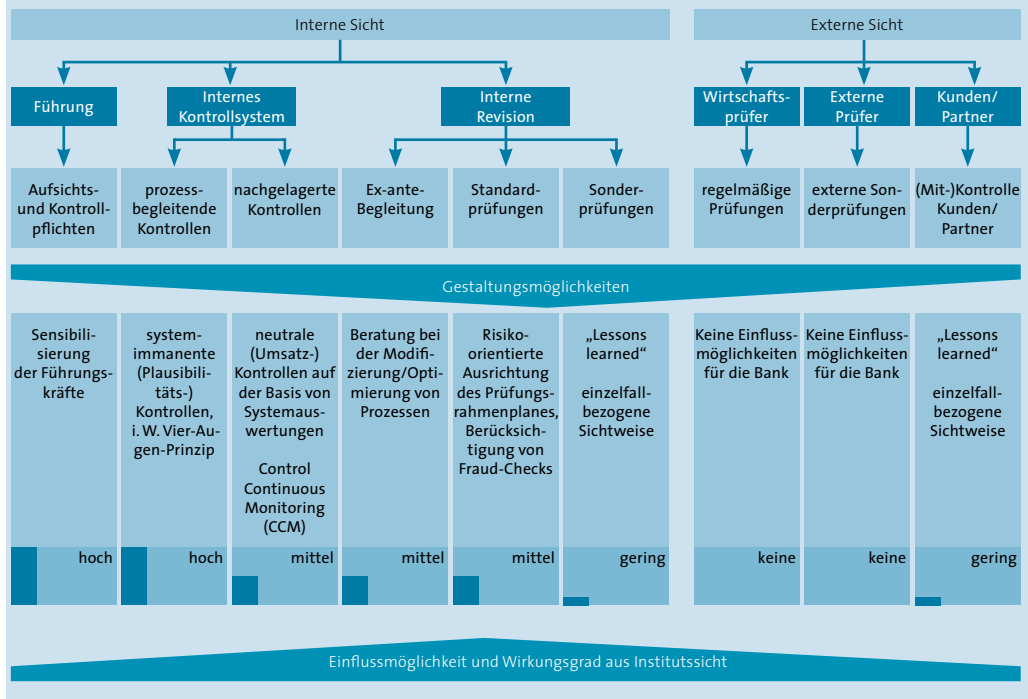 Interne Sicht
Externe Sicht
Führung
Internes
Kontrollsystem
Interne
Revision
Wirtschafts-
prüfer
Externe
Prüfer
Kunden/
Partner
Aufsichts-
und Kontroll-
pflichten
prozess-
begleitende
Kontrollen
nachgelagerte
Kontrollen
Ex-ante-
Begleitung
Standard-
prüfungen
Sonder-
prüfungen
regelmäßige
Prüfungen
externe Son-
derprüfungen
(Mit-)Kontrolle
Kunden/
Partner
Gestaltungsmöglichkeiten
Sensibili-
sierung
der Führungs-
kräfte
system-
immanente
(Plausibili-
täts-)
Kontrollen,
i. W. Vier-Au-
gen-Prinzip
neutrale
(Umsatz-)
Kontrollen auf
der Basis von
Systemaus-
wertungen
Control
Continuous
Monitoring
(CCM)
Beratung bei
der Modifi-
zierung/Opti-
mierung von
Prozessen
Risiko-
orientierte
Ausrichtung
des Prüfungs-
rahmenplanes,
Berücksich-
tigung von
Fraud-Checks
„Lessons
learned“
einzelfall-
bezogene
Sichtweise
Keine Einfluss-
möglichkeiten
für die Bank
Keine Einfluss-
möglichkeiten
für die Bank
„Lessons
learned“
einzelfall-
bezogene
Sichtweise
hoch
hoch
mittel
mittel
mittel
gering
keine
keine
gering
Einflussmöglichkeit und Wirkungsgrad aus Institutssicht